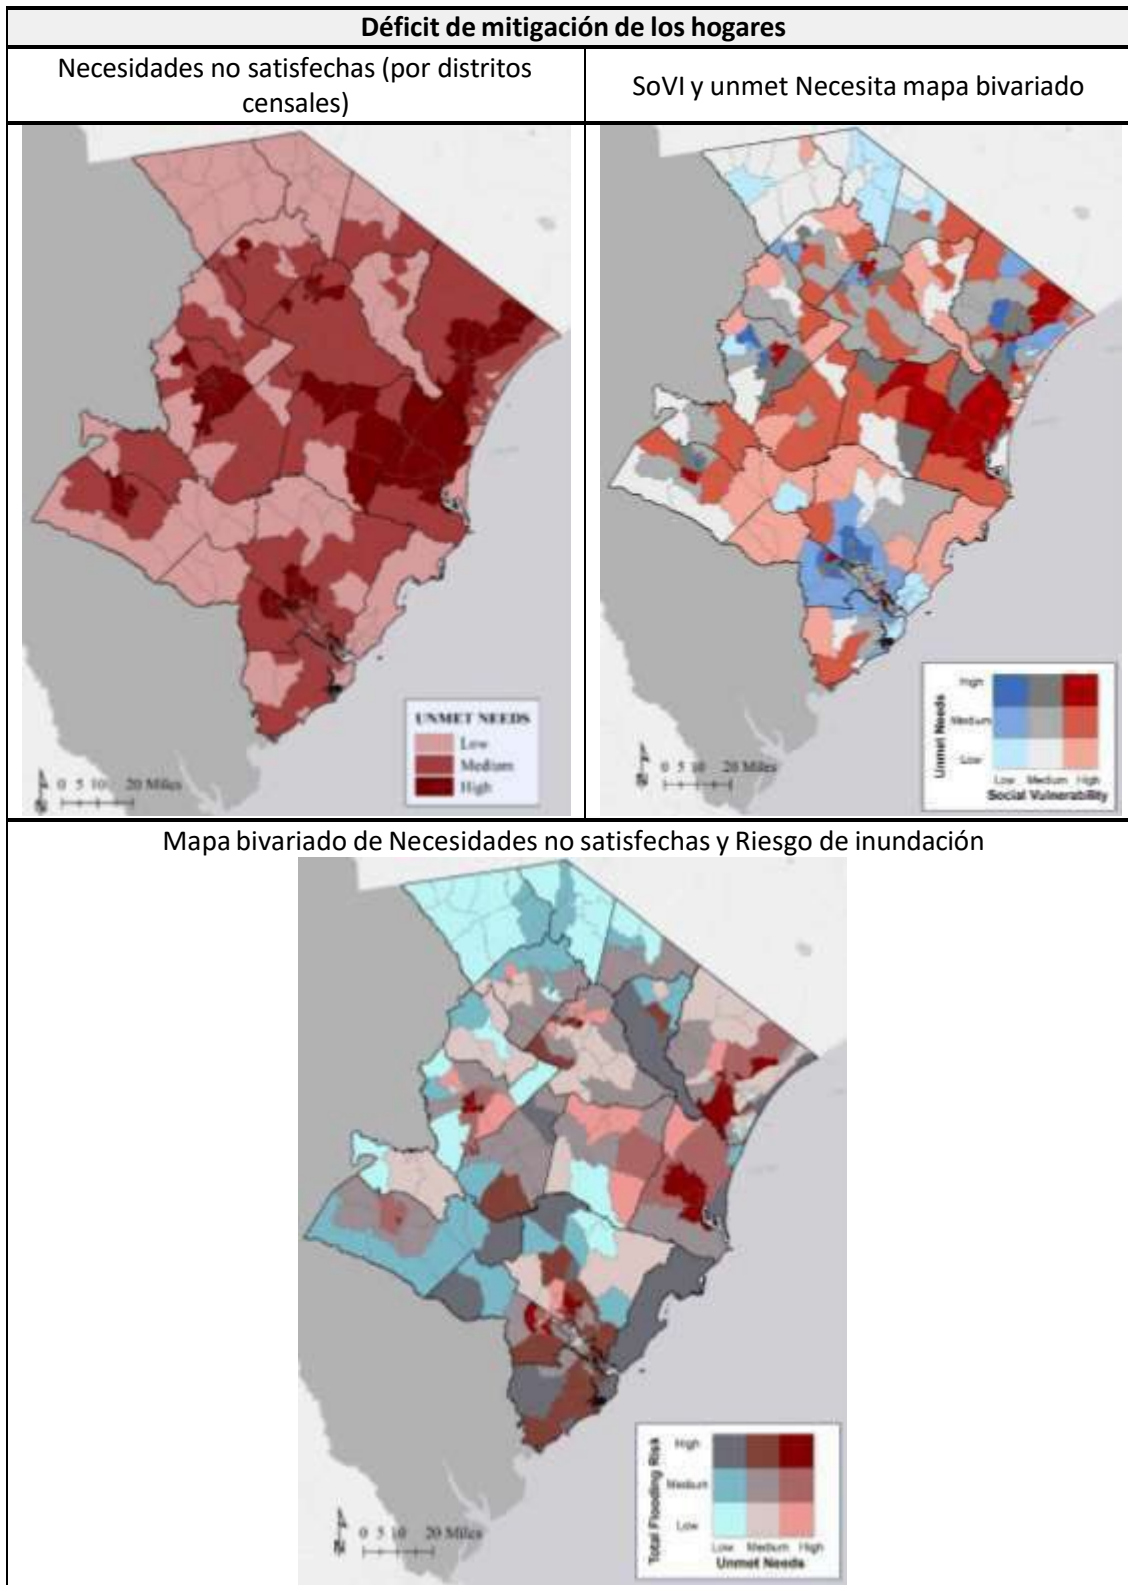 Déficit de mitigación de los hogares
Necesidades no satisfechas (por distritos
censales)
SoVI y unmet Necesita mapa bivariado
UNMET NEEDS
Low
Medium
High
0 5 10 20 Miles
Unmet Needs
High
Medium
Low
Low Medium High
Social Vulnerability
0 5 10 20 Miles
Mapa bivariado de Necesidades no satisfechas y Riesgo de inundación
Total Flooding Risk
High
Medium
Low
Low Medium High
Unmet Needs
0 5 10 20 Miles